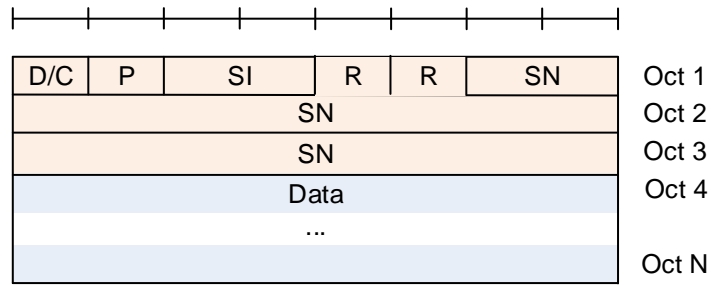 D/C P SI R R SN Oct 1
SN Oct 2
SN Oct 3
Data Oct 4
...
Oct N